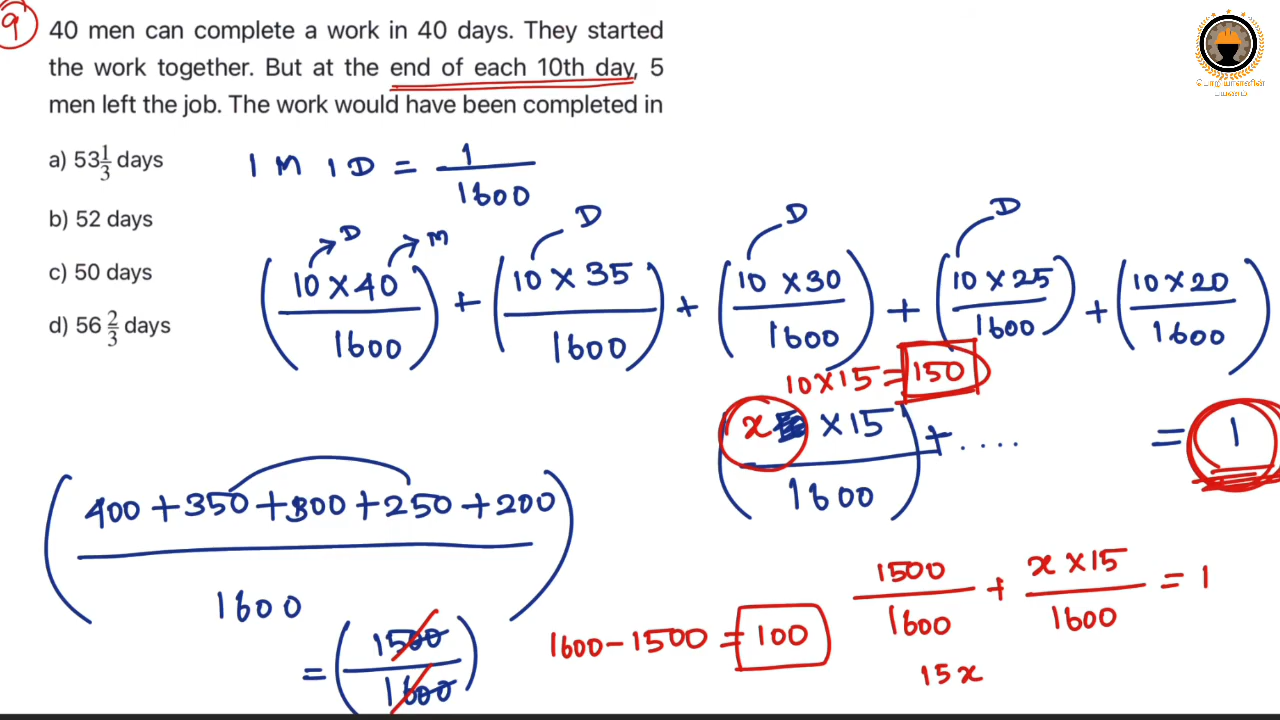 9
40 men can complete a work in 40 days. They started
the work together. But at the end of each 10th day, 5
men left the job. The work would have been completed in
a) 53 1/3 days
b) 52 days
c) 50 days
d) 56 2/3 days
பொறியாளனின்
பயணம்
1 M 1 D = 1/1600
D M D D D
(10 × 40 / 1600) + (10 × 35 / 1600) + (10 × 30 / 1600) + (10 × 25 / 1600) + (10 × 20 / 1600)
10 × 15 = 150
(x × 15 / 1600) + .... = 1
(400 + 350 + 300 + 250 + 200 / 1600)
= (1500 / 1600)
1600 − 1500 = 100
1500/1600 + x × 15 / 1600 = 1
15x